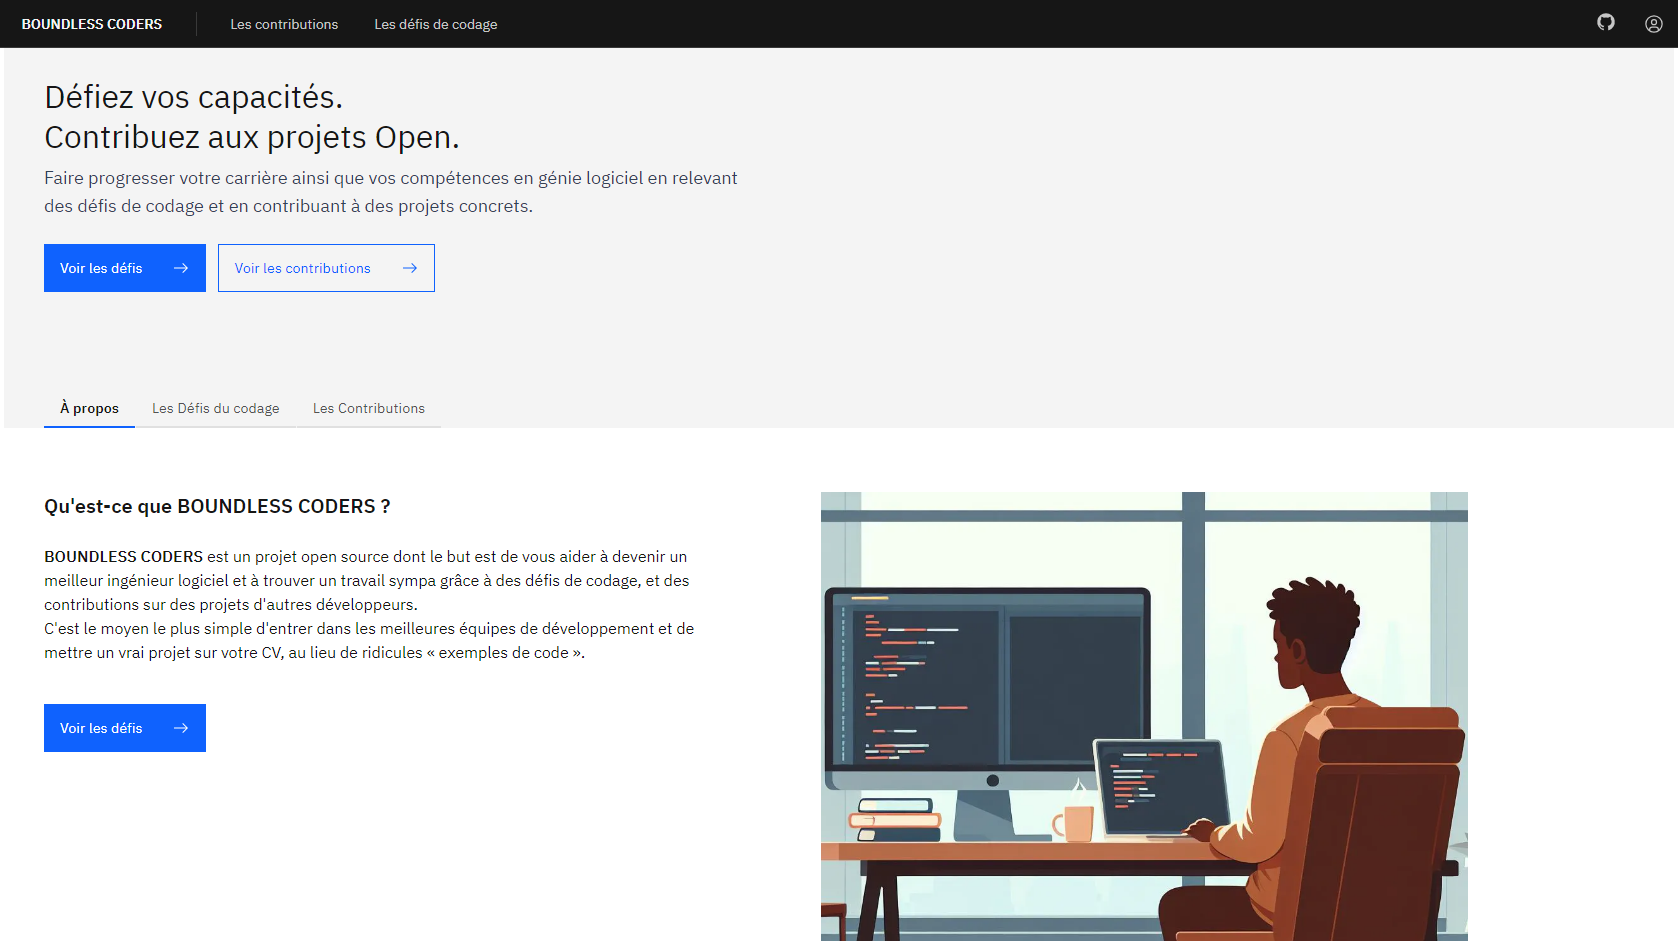 BOUNDLESS CODERS
Les contributions
Les défis de codage
Défiez vos capacités.
Contribuez aux projets Open.
Faire progresser votre carrière ainsi que vos compétences en génie logiciel en relevant
des défis de codage et en contribuant à des projets concrets.
Voir les défis
Voir les contributions
À propos
Les Défis du codage
Les Contributions
Qu'est-ce que BOUNDLESS CODERS ?
BOUNDLESS CODERS est un projet open source dont le but est de vous aider à devenir un
meilleur ingénieur logiciel et à trouver un travail sympa grâce à des défis de codage, et des
contributions sur des projets d'autres développeurs.
C'est le moyen le plus simple d'entrer dans les meilleures équipes de développement et de
mettre un vrai projet sur votre CV, au lieu de ridicules « exemples de code ».
Voir les défis